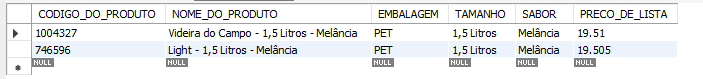 CODIGO_DO_PRODUTO NOME_DO_PRODUTO EMBALAGEM TAMANHO SABOR PRECO_DE_LISTA
1004327 Videira do Campo - 1,5 Litros - Melância PET 1,5 Litros Melância 19.51
746596 Light - 1,5 Litros - Melância PET 1,5 Litros Melância 19.505
NULL NULL NULL NULL NULL NULL